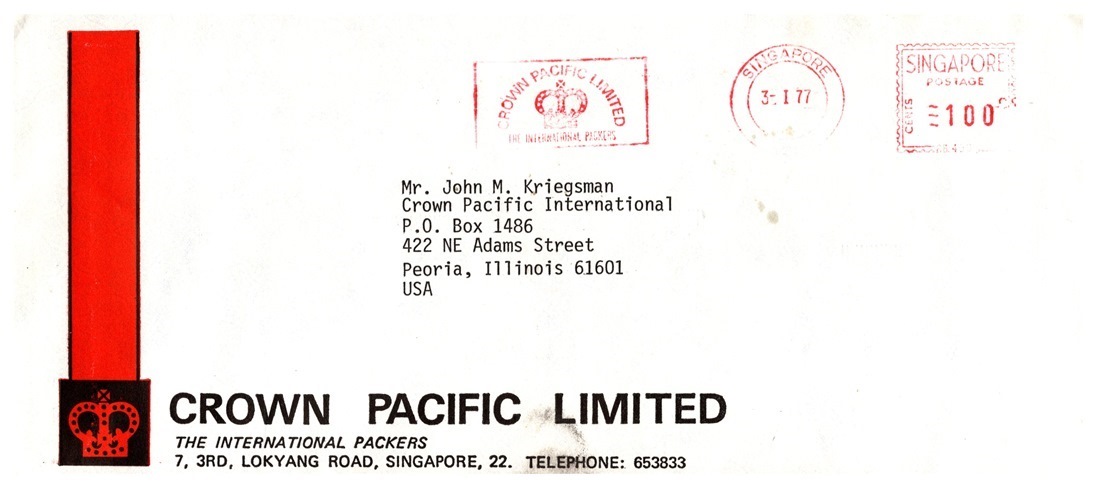 CROWN PACIFIC LIMITED
THE INTERNATIONAL PACKERS
SINGAPORE
3- I 77
SINGAPORE
POSTAGE
CENTS
100
Mr. John M. Kriegsman
Crown Pacific International
P.O. Box 1486
422 NE Adams Street
Peoria, Illinois 61601
USA
CROWN PACIFIC LIMITED
THE INTERNATIONAL PACKERS
7, 3RD, LOKYANG ROAD, SINGAPORE, 22. TELEPHONE: 653833